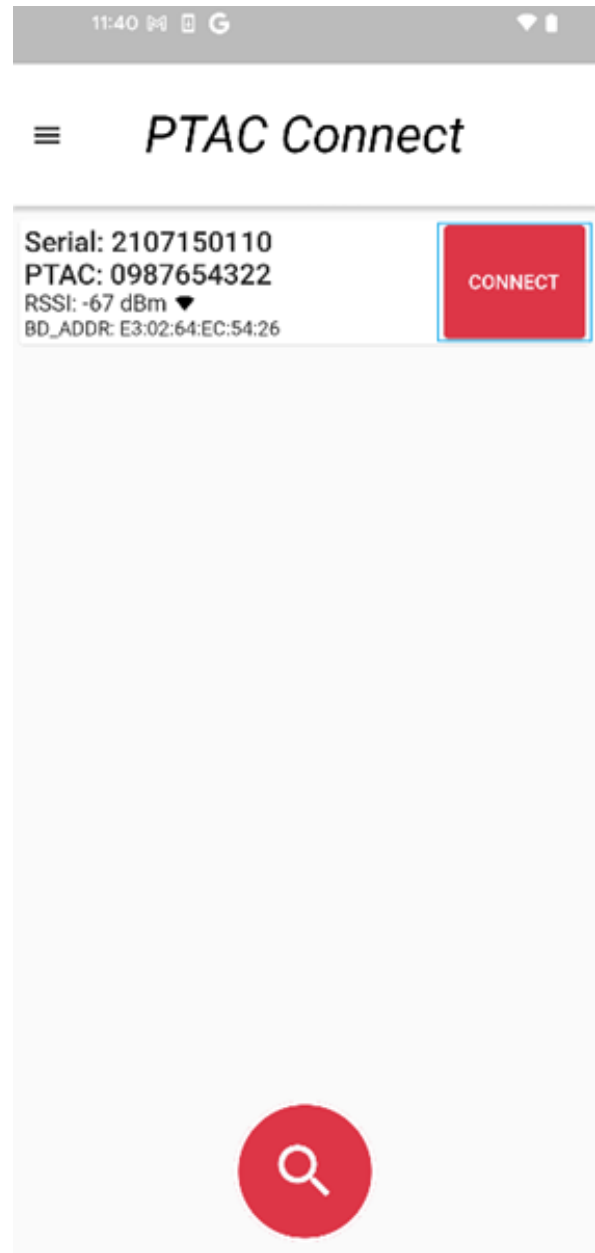 11:40
PTAC Connect
Serial: 2107150110
PTAC: 0987654322
RSSI: -67 dBm
BD_ADDR: E3:02:64:EC:54:26
CONNECT